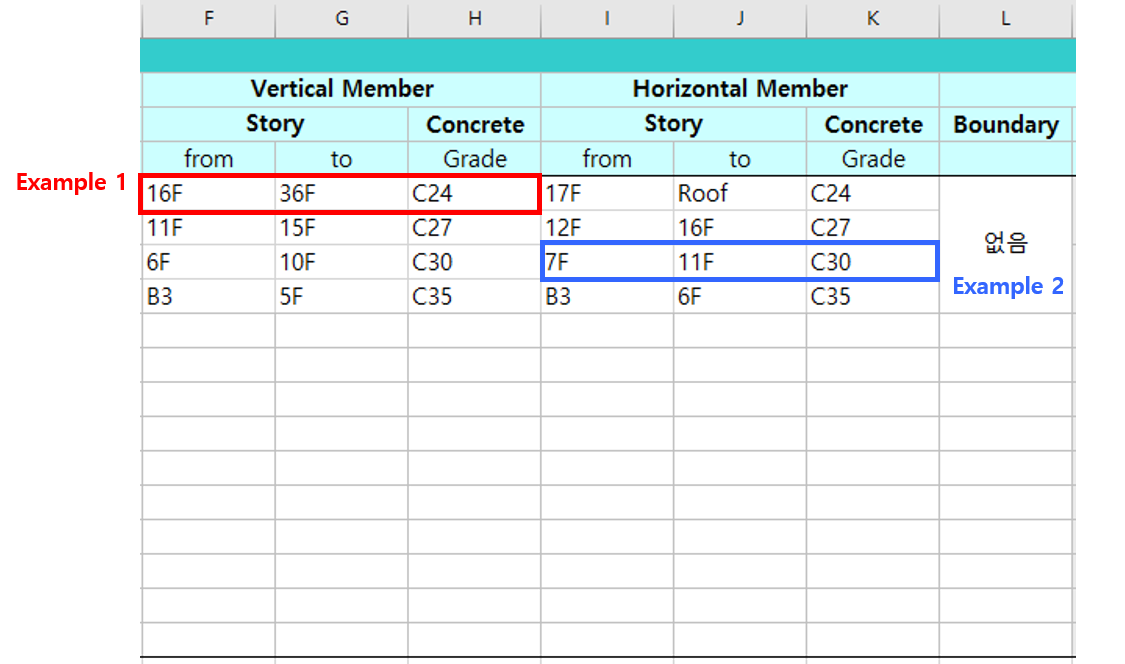 F G H I J K L
Vertical Member Horizontal Member
Story Concrete Story Concrete Boundary
from to Grade from to Grade
Example 1 16F 36F C24 17F Roof C24
11F 15F C27 12F 16F C27
없음
6F 10F C30 7F 11F C30
Example 2
B3 5F C35 B3 6F C35